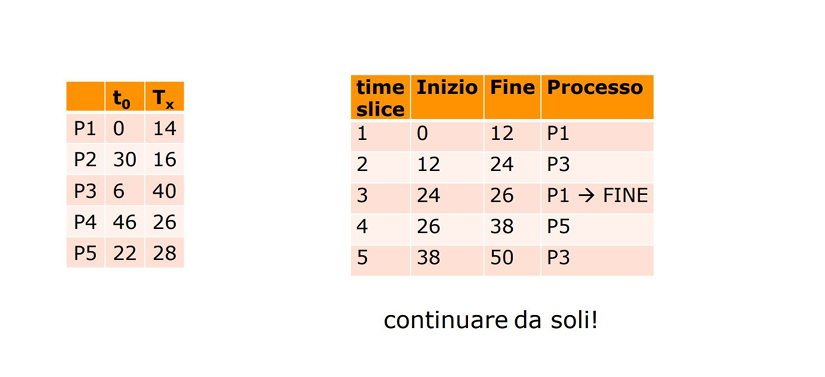 t0 Tx
P1 0 14
P2 30 16
P3 6 40
P4 46 26
P5 22 28
time slice Inizio Fine Processo
1 0 12 P1
2 12 24 P3
3 24 26 P1 → FINE
4 26 38 P5
5 38 50 P3
continuare da soli!